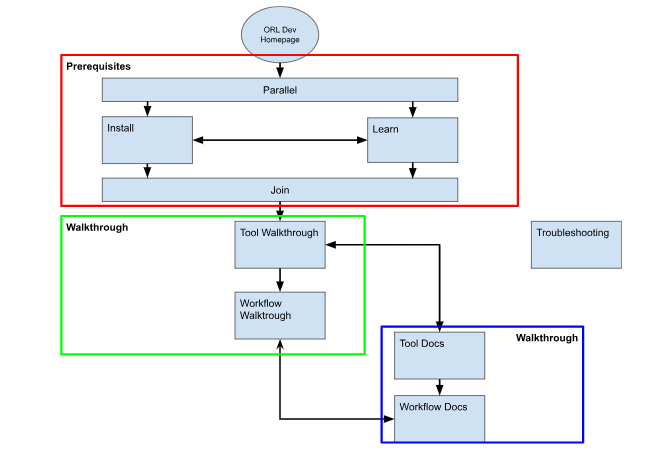 ORL Dev
Homepage
Prerequisites
Parallel
Install
Learn
Join
Walkthrough
Tool Walkthrough
Troubleshooting
Workflow
Walktrough
Walkthrough
Tool Docs
Workflow Docs